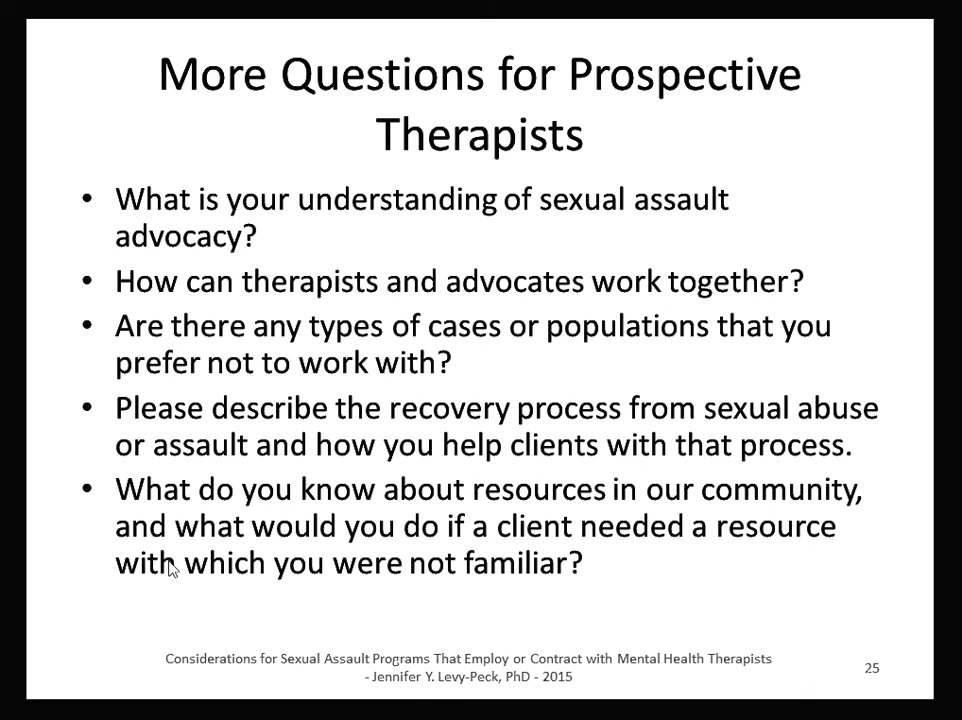 More Questions for Prospective
Therapists
• What is your understanding of sexual assault
advocacy?
• How can therapists and advocates work together?
• Are there any types of cases or populations that you
prefer not to work with?
• Please describe the recovery process from sexual abuse
or assault and how you help clients with that process.
• What do you know about resources in our community,
and what would you do if a client needed a resource
with which you were not familiar?
Considerations for Sexual Assault Programs That Employ or Contract with Mental Health Therapists
- Jennifer Y. Levy-Peck, PhD - 2015
25